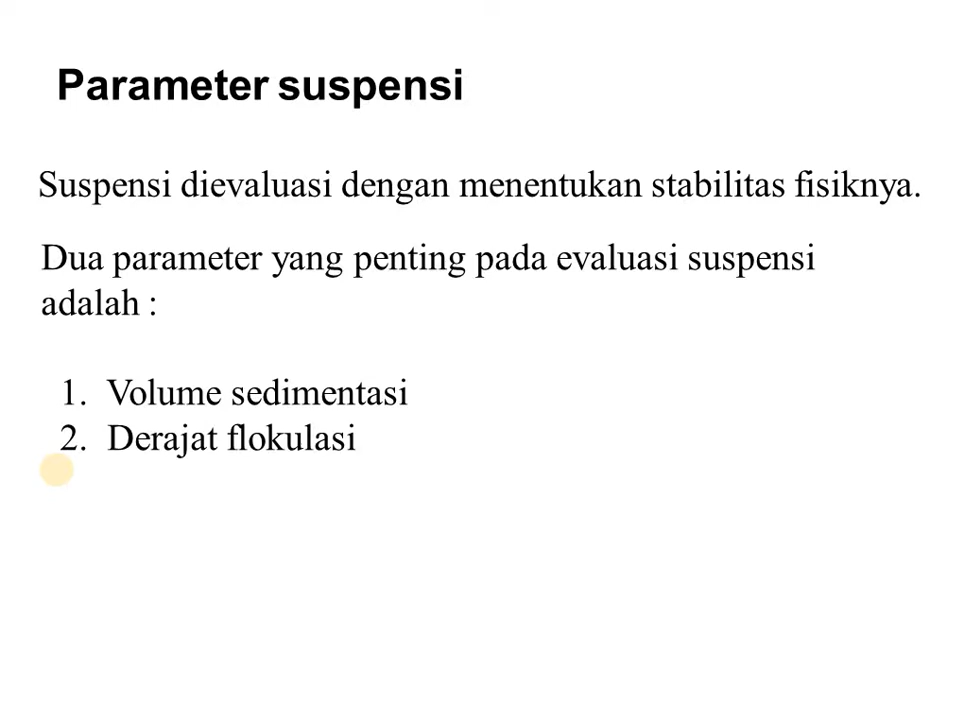 Parameter suspensi
Suspensi dievaluasi dengan menentukan stabilitas fisiknya.
Dua parameter yang penting pada evaluasi suspensi
adalah :
1. Volume sedimentasi
2. Derajat flokulasi